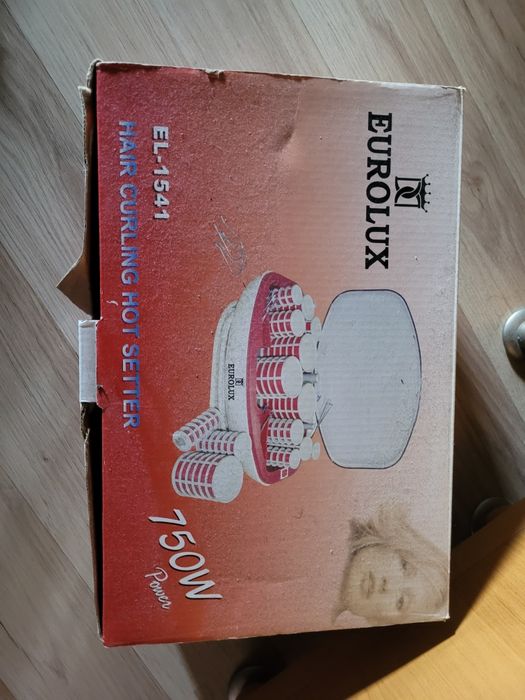 EUROLUX
EUROLUX
EL-1541
HAIR CURLING HOT SETTER
750W
Power